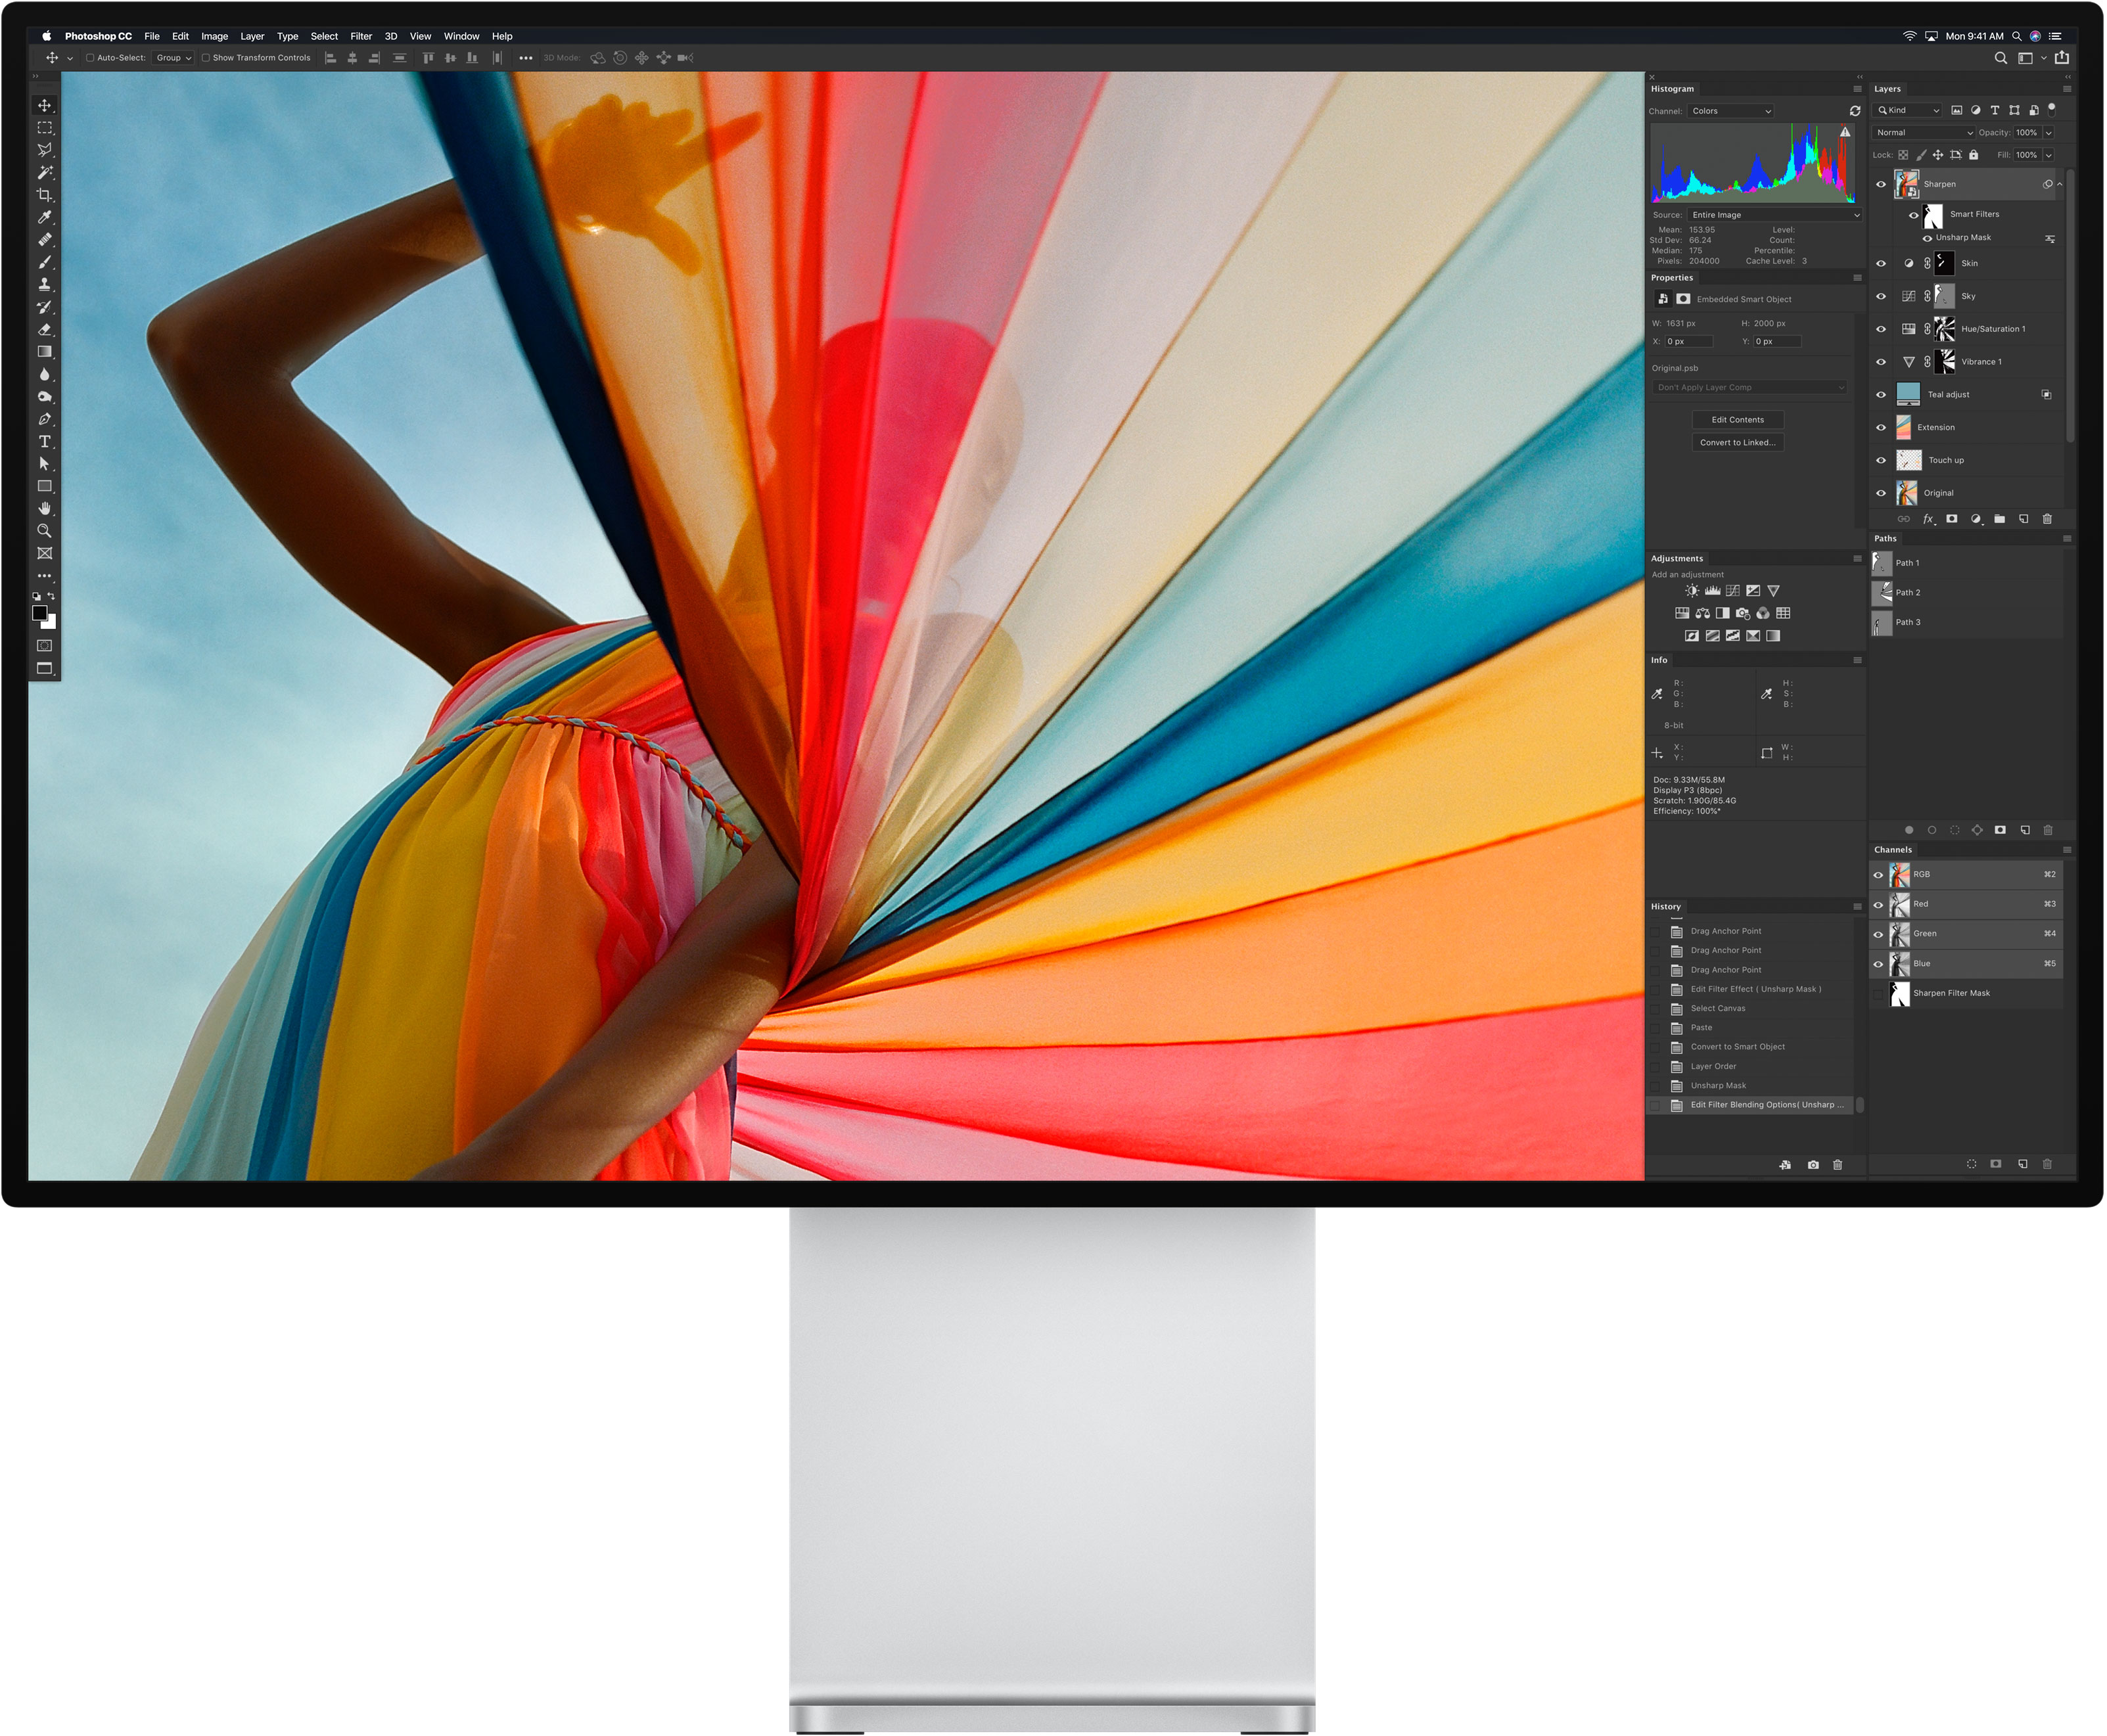 Photoshop CC File Edit Image Layer Type Select Filter 3D View Window Help
Mon 9:41 AM
Auto-Select: Group Show Transform Controls
3D Mode:
Histogram
Channel: Colors
Source: Entire Image
Mean: 153.95 Level:
Std Dev: 66.24 Count:
Median: 175 Percentile:
Pixels: 204000 Cache Level: 3
Properties
Embedded Smart Object
W: 1631 px H: 2000 px
X: 0 px Y: 0 px
Original.psb
Don't Apply Layer Comp
Edit Contents
Convert to Linked...
Adjustments
Add an adjustment
Info
R: H:
G: S:
B: B:
8-bit
X: W:
Y: H:
Doc: 9.33M/55.8M
Display P3 (8bpc)
Scratch: 1.90G/85.4G
Efficiency: 100%*
History
Drag Anchor Point
Drag Anchor Point
Drag Anchor Point
Edit Filter Effect ( Unsharp Mask )
Select Canvas
Paste
Convert to Smart Object
Layer Order
Unsharp Mask
Edit Filter Blending Options( Unsharp ...
Layers
Kind
Normal Opacity: 100%
Lock: Fill: 100%
Sharpen
Smart Filters
Unsharp Mask
Skin
Sky
Hue/Saturation 1
Vibrance 1
Teal adjust
Extension
Touch up
Original
fx
Paths
Path 1
Path 2
Path 3
Channels
RGB ⌘2
Red ⌘3
Green ⌘4
Blue ⌘5
Sharpen Filter Mask